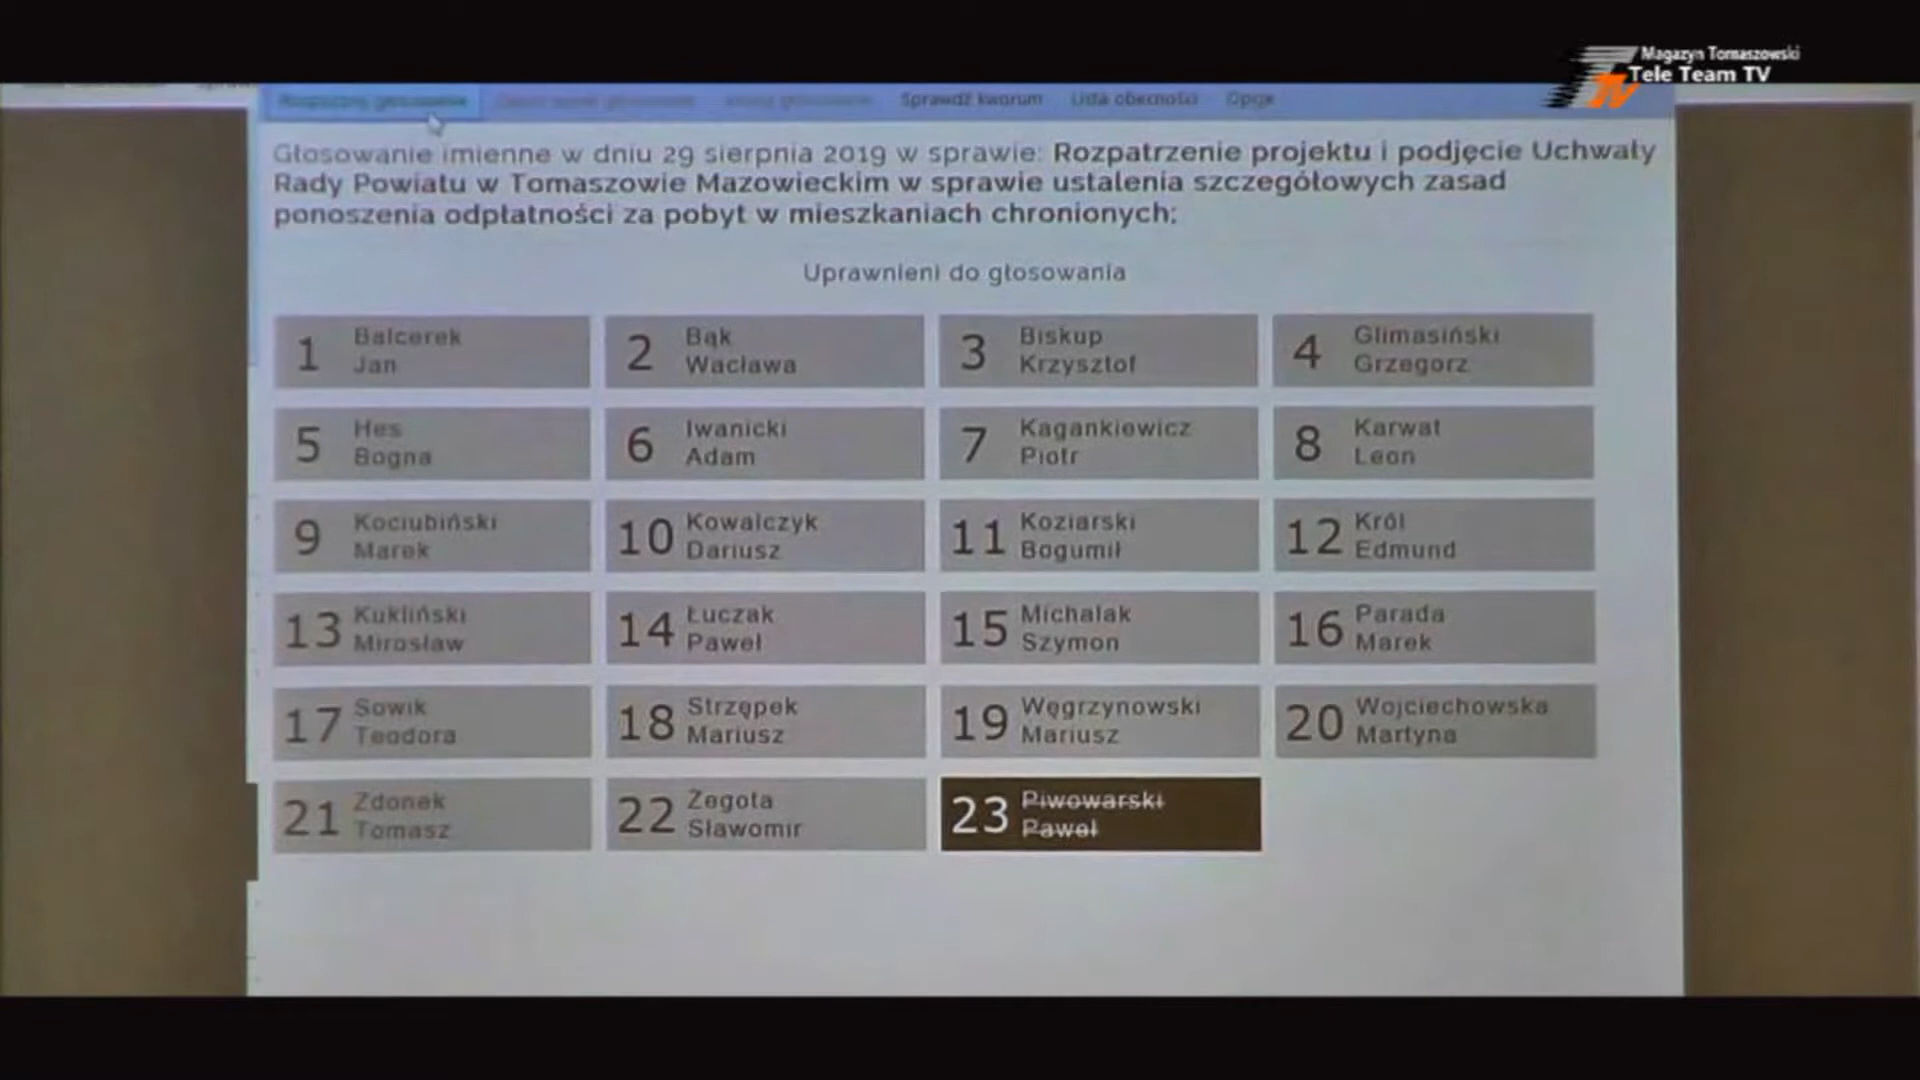 Magazyn Tomaszowski
Tele Team TV
Rozpocznij głosowanie
Sprawdź kworum Lista obecności Opcje
Głosowanie imienne w dniu 29 sierpnia 2019 w sprawie: Rozpatrzenie projektu i podjęcie Uchwały
Rady Powiatu w Tomaszowie Mazowieckim w sprawie ustalenia szczegółowych zasad
ponoszenia odpłatności za pobyt w mieszkaniach chronionych;
Uprawnieni do głosowania
1 Balcerek Jan
2 Bąk Wacława
3 Biskup Krzysztof
4 Glimasiński Grzegorz
5 Hes Bogna
6 Iwanicki Adam
7 Kagankiewicz Piotr
8 Karwat Leon
9 Kociubiński Marek
10 Kowalczyk Dariusz
11 Koziarski Bogumił
12 Król Edmund
13 Kukliński Mirosław
14 Łuczak Paweł
15 Michalak Szymon
16 Parada Marek
17 Sowik Teodora
18 Strzępek Mariusz
19 Węgrzynowski Mariusz
20 Wojciechowska Martyna
21 Zdonek Tomasz
22 Żegota Sławomir
23 Piwowarski Paweł